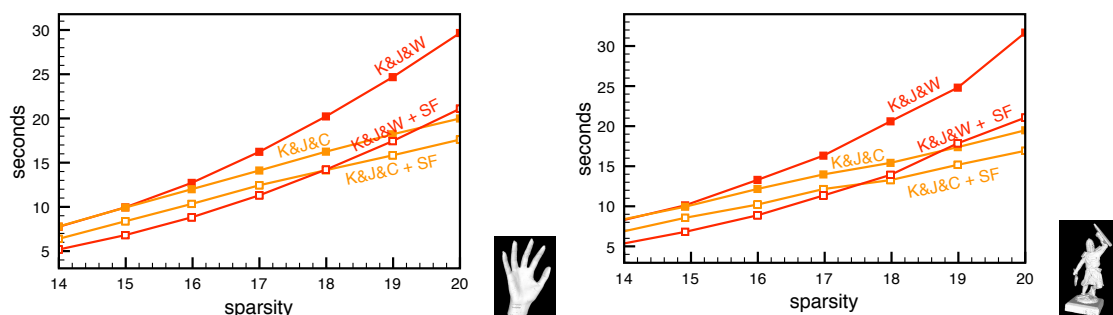 30
25
20
15
10
5
seconds
14 15 16 17 18 19 20
sparsity
K&J&W
K&J&C
K&J&W + SF
K&J&C + SF
30
25
20
15
10
5
seconds
14 15 16 17 18 19 20
sparsity
K&J&W
K&J&W + SF
K&J&C
K&J&C + SF